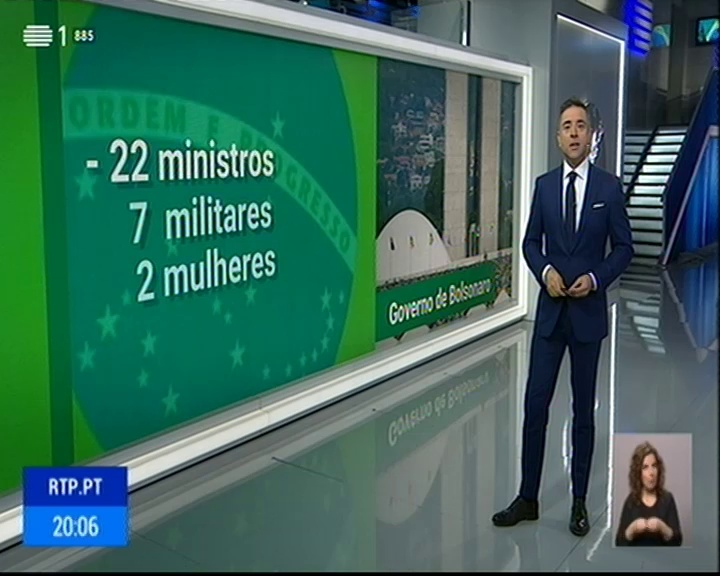 1 885
ORDEM E PROGRESSO
- 22 ministros
7 militares
2 mulheres
Governo de Bolsonaro
RTP.PT
20:06